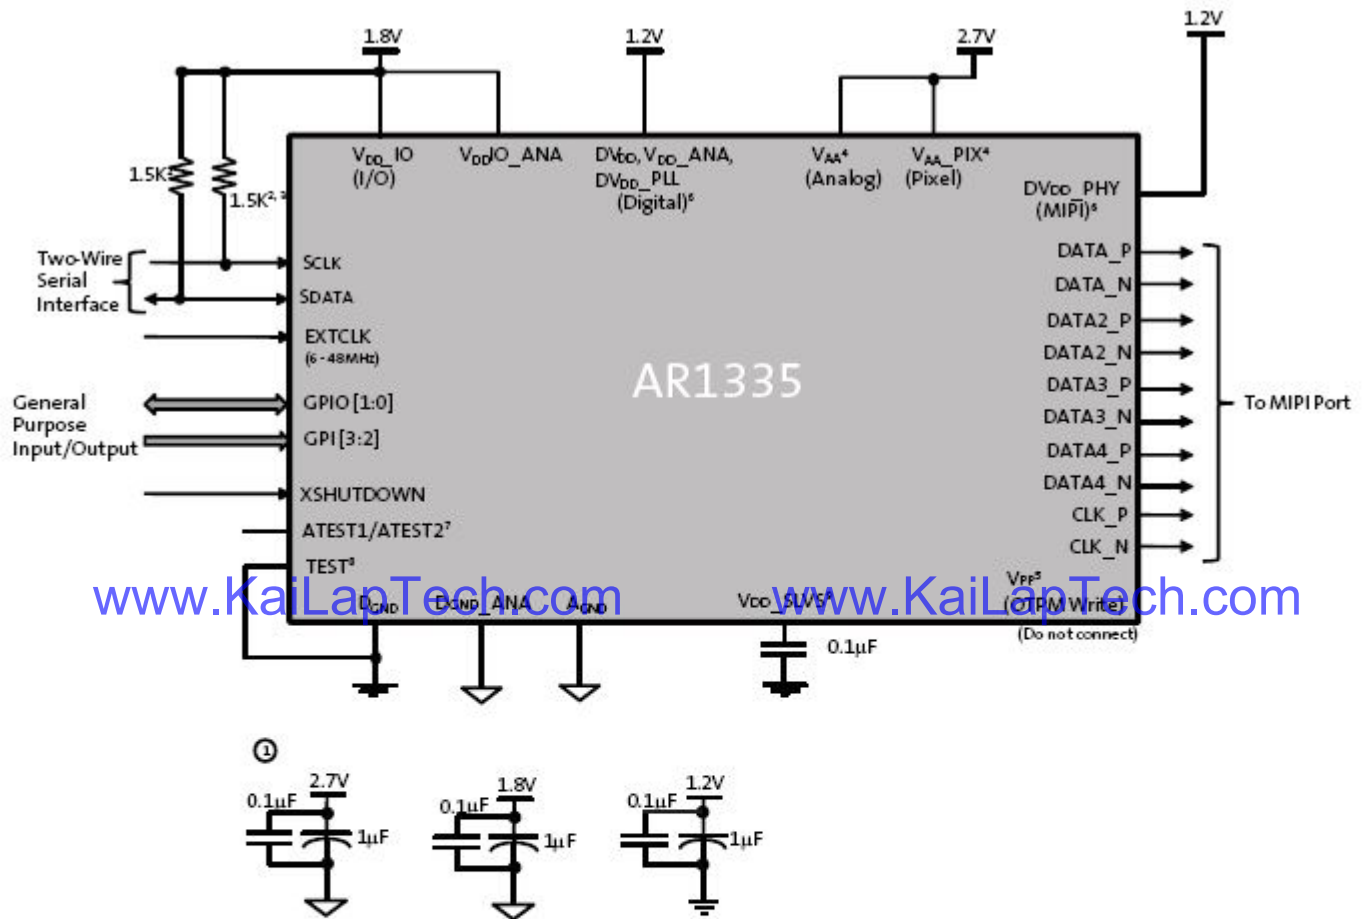 1.8V
1.2V
2.7V
1.2V
VDD_IO
(I/O)
VDDIO_ANA
DVDD, VDD_ANA,
DVDD_PLL
(Digital)⁶
VAA⁴
(Analog)
VAA_PIX⁴
(Pixel)
DVDD_PHY
(MIPI)⁶
1.5K²
1.5K²,³
Two-Wire
Serial
Interface
SCLK
SDATA
EXTCLK
(6-48MHz)
General
Purpose
Input/Output
GPIO[1:0]
GPI[3:2]
XSHUTDOWN
ATEST1/ATEST2⁷
TEST⁸
AR1335
DATA_P
DATA_N
DATA2_P
DATA2_N
DATA3_P
DATA3_N
DATA4_P
DATA4_N
CLK_P
CLK_N
To MIPI Port
DGND
DGND_ANA
AGND
VDD_SLVS⁹
VPP⁵
(OTPM Write)
(Do not connect)
www.KaiLapTech.com
www.KaiLapTech.com
0.1µF
1
2.7V
0.1µF
1µF
1.8V
0.1µF
1µF
1.2V
0.1µF
1µF